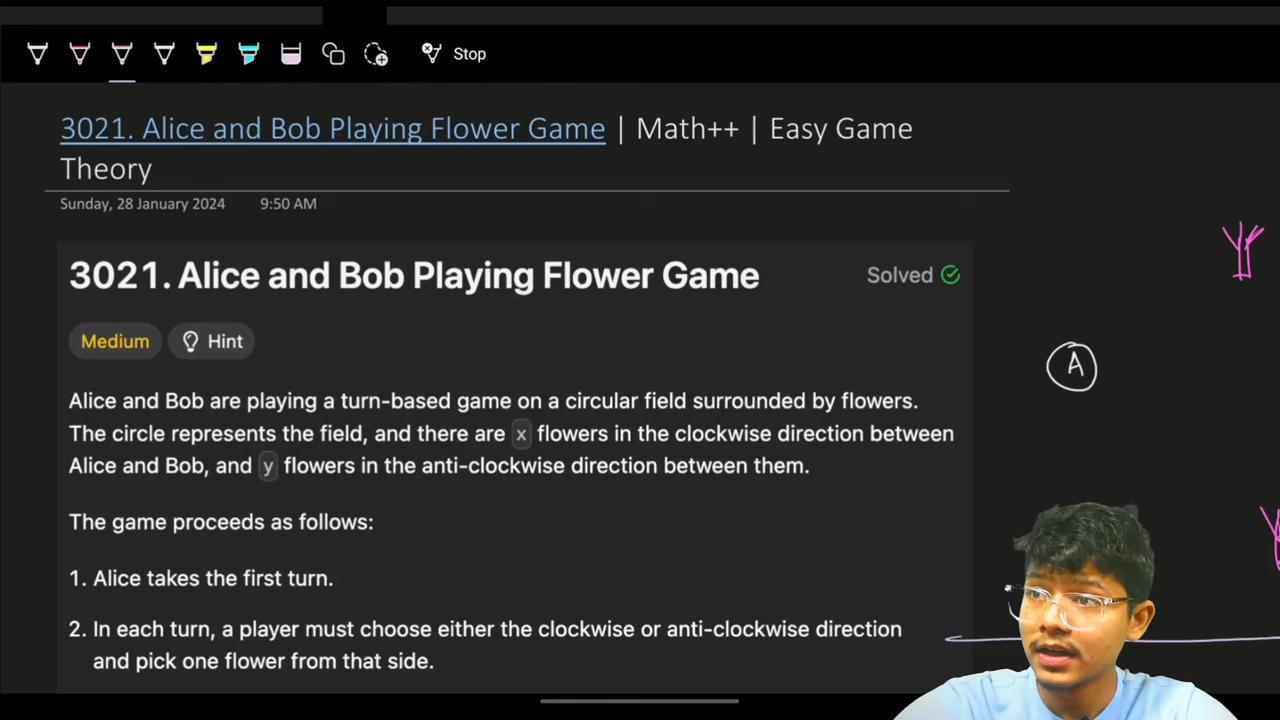 Stop
3021. Alice and Bob Playing Flower Game | Math++ | Easy Game
Theory
Sunday, 28 January 2024 9:50 AM
3021. Alice and Bob Playing Flower Game Solved
Medium Hint
Alice and Bob are playing a turn-based game on a circular field surrounded by flowers.
The circle represents the field, and there are x flowers in the clockwise direction between
Alice and Bob, and y flowers in the anti-clockwise direction between them.
The game proceeds as follows:
1. Alice takes the first turn.
2. In each turn, a player must choose either the clockwise or anti-clockwise direction
and pick one flower from that side.
A